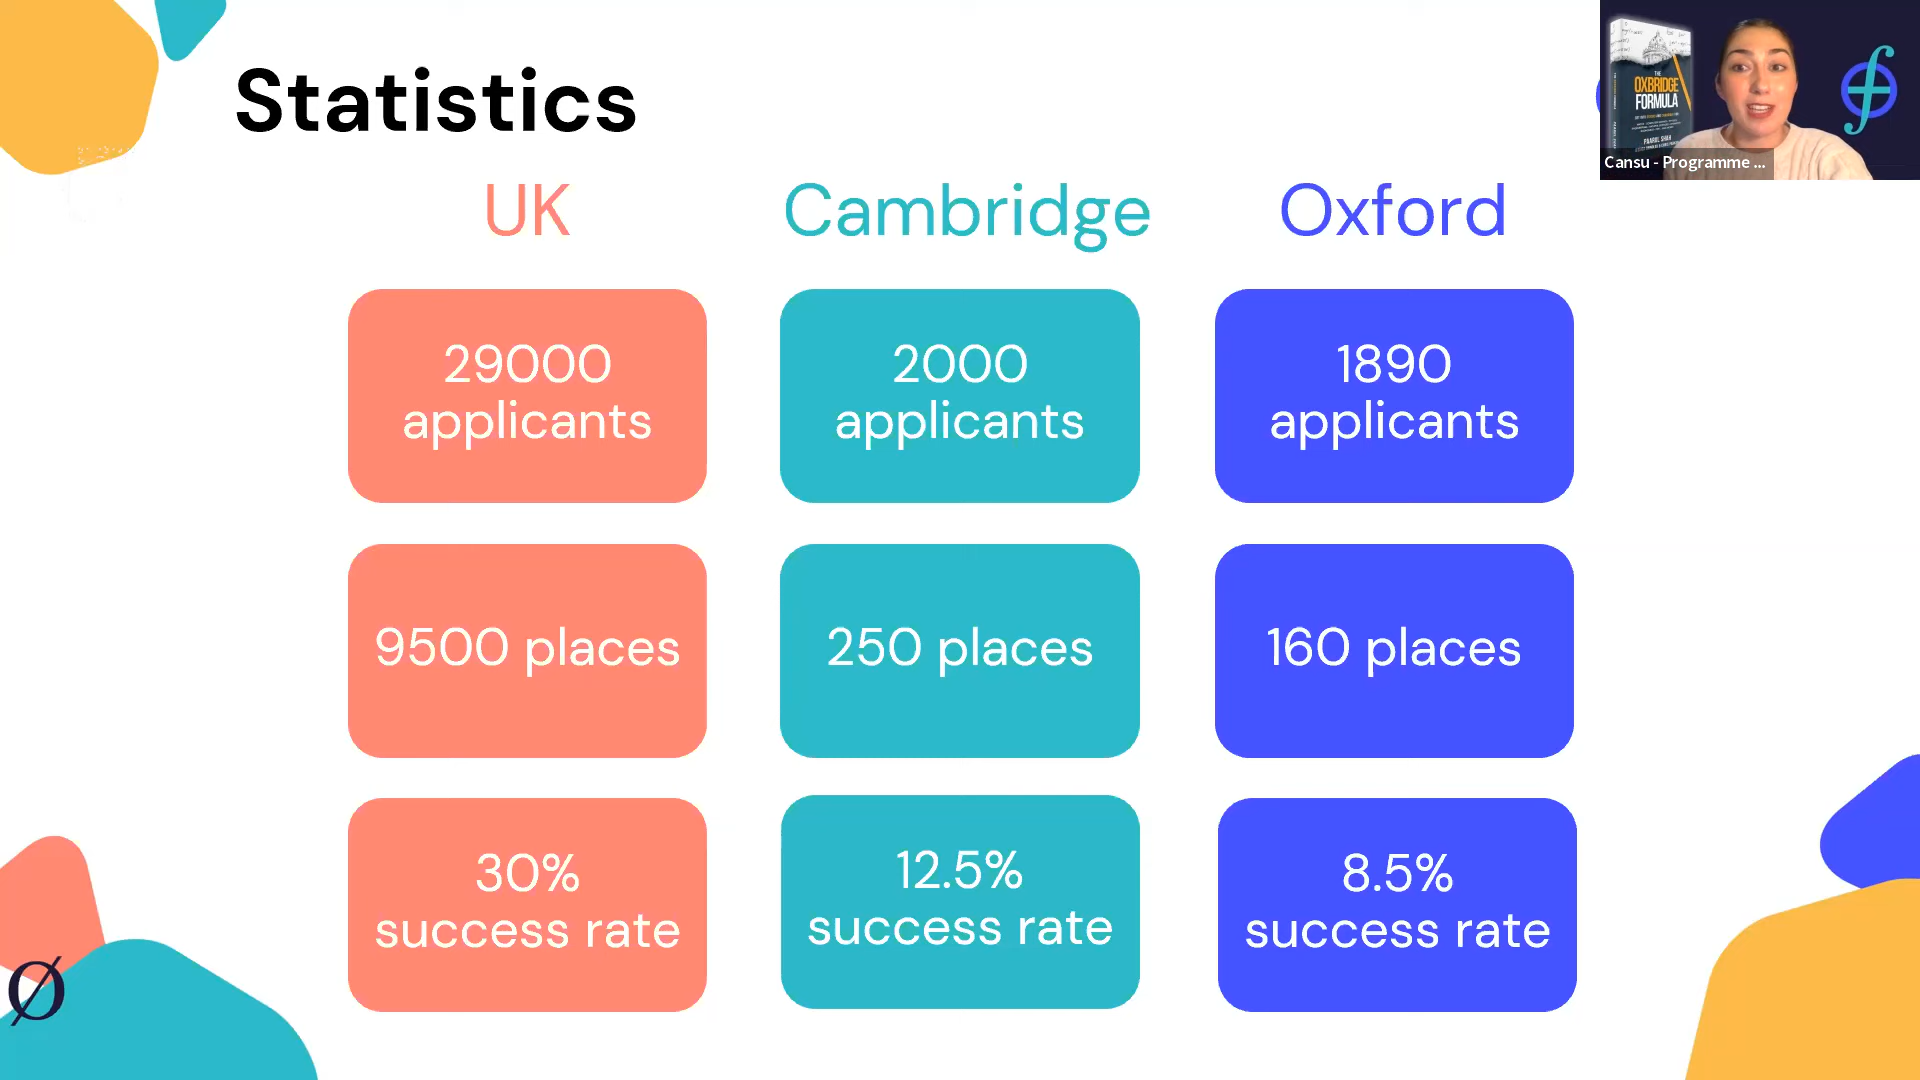 Statistics
UK
Cambridge
Oxford
29000
applicants
2000
applicants
1890
applicants
9500 places
250 places
160 places
30%
success rate
12.5%
success rate
8.5%
success rate
THE
OXBRIDGE
FORMULA
Cansu - Programme ...
Ø